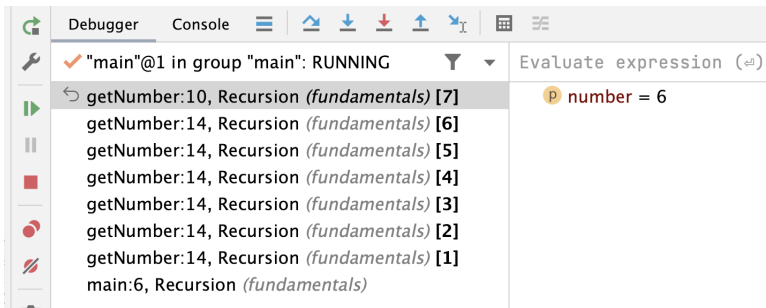 Debugger Console
"main"@1 in group "main": RUNNING
Evaluate expression (⏎)
getNumber:10, Recursion (fundamentals) [7]
p number = 6
getNumber:14, Recursion (fundamentals) [6]
getNumber:14, Recursion (fundamentals) [5]
getNumber:14, Recursion (fundamentals) [4]
getNumber:14, Recursion (fundamentals) [3]
getNumber:14, Recursion (fundamentals) [2]
getNumber:14, Recursion (fundamentals) [1]
main:6, Recursion (fundamentals)